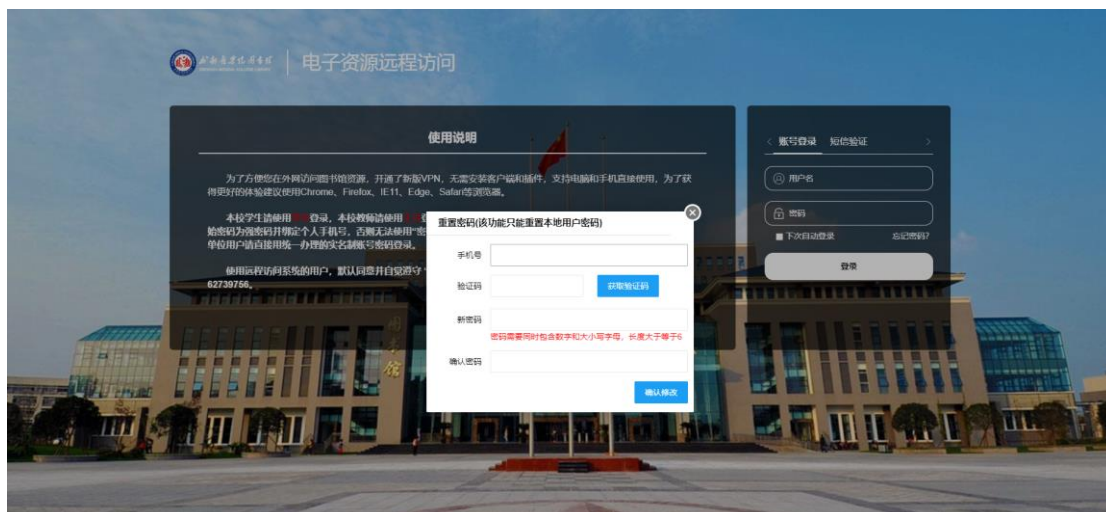 电子资源远程访问
使用说明
为了方便您在外网访问图书馆资源，开通了新版VPN，无需安装客户端和插件，支持电脑和手机直接使用，为了获
得更好的体验建议使用Chrome、Firefox、IE11、Edge、Safari等浏览器。
本校学生请使用 登录，本校教师请使用
始密码为强密码并绑定个人手机号，否则无法使用"密
单位用户请直接用统一办理的实名制账号密码登录。
使用远程访问系统的用户，默认同意并自觉遵守"
62739756。
账号登录 短信验证
用户名
密码
下次自动登录 忘记密码?
登录
重置密码(该功能只能重置本地用户密码)
手机号
验证码 获取验证码
新密码
密码需要同时包含数字和大小写字母，长度大于等于6
确认密码
确认修改
图书馆